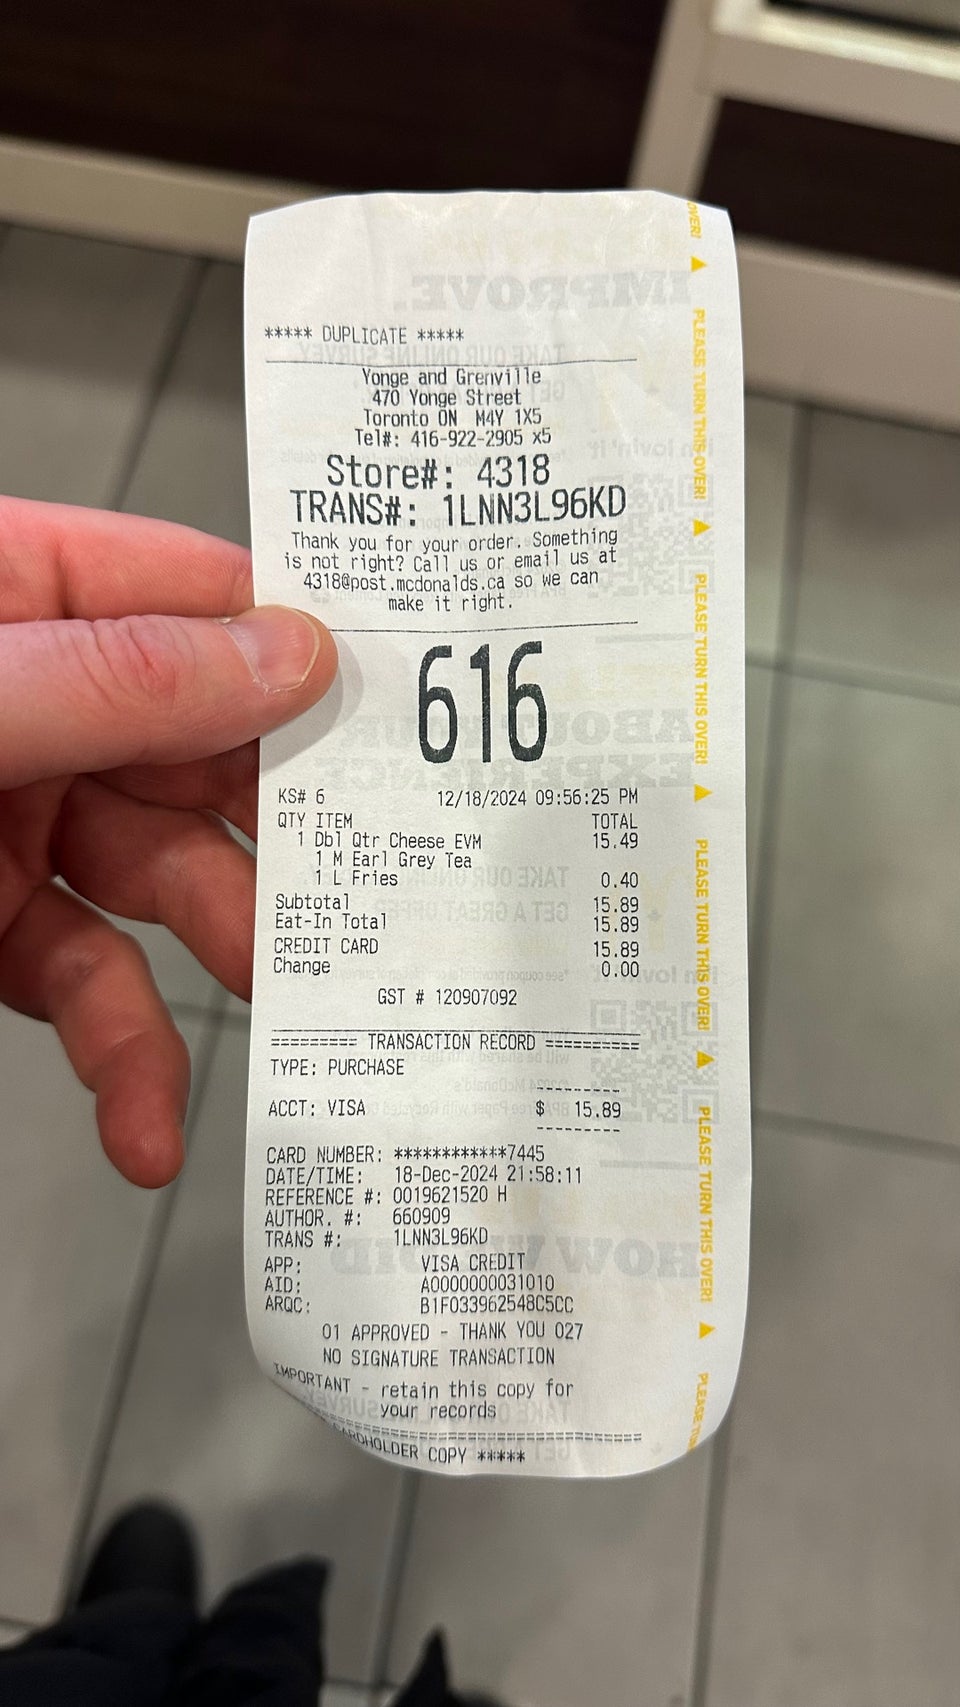 ***** DUPLICATE *****
Yonge and Grenville
470 Yonge Street
Toronto ON M4Y 1X5
Tel#: 416-922-2905 x5
Store#: 4318
TRANS#: 1LNN3L96KD
Thank you for your order. Something
is not right? Call us or email us at
4318@post.mcdonalds.ca so we can
make it right.
616
KS# 6 12/18/2024 09:56:25 PM
QTY ITEM TOTAL
1 Dbl Qtr Cheese EVM 15.49
1 M Earl Grey Tea
1 L Fries 0.40
Subtotal 15.89
Eat-In Total 15.89
CREDIT CARD 15.89
Change 0.00
GST # 120907092
========= TRANSACTION RECORD ==========
TYPE: PURCHASE
ACCT: VISA $ 15.89
CARD NUMBER: ************7445
DATE/TIME: 18-Dec-2024 21:58:11
REFERENCE #: 0019621520 H
AUTHOR. #: 660909
TRANS #: 1LNN3L96KD
APP: VISA CREDIT
AID: A0000000031010
ARQC: B1F033962548C5CC
01 APPROVED - THANK YOU 027
NO SIGNATURE TRANSACTION
IMPORTANT - retain this copy for
your records
CARDHOLDER COPY *****
OVER!
PLEASE TURN THIS OVER!
PLEASE TURN THIS OVER!
PLEASE TURN THIS OVER!
PLEASE TURN THIS OVER!
PLEASE